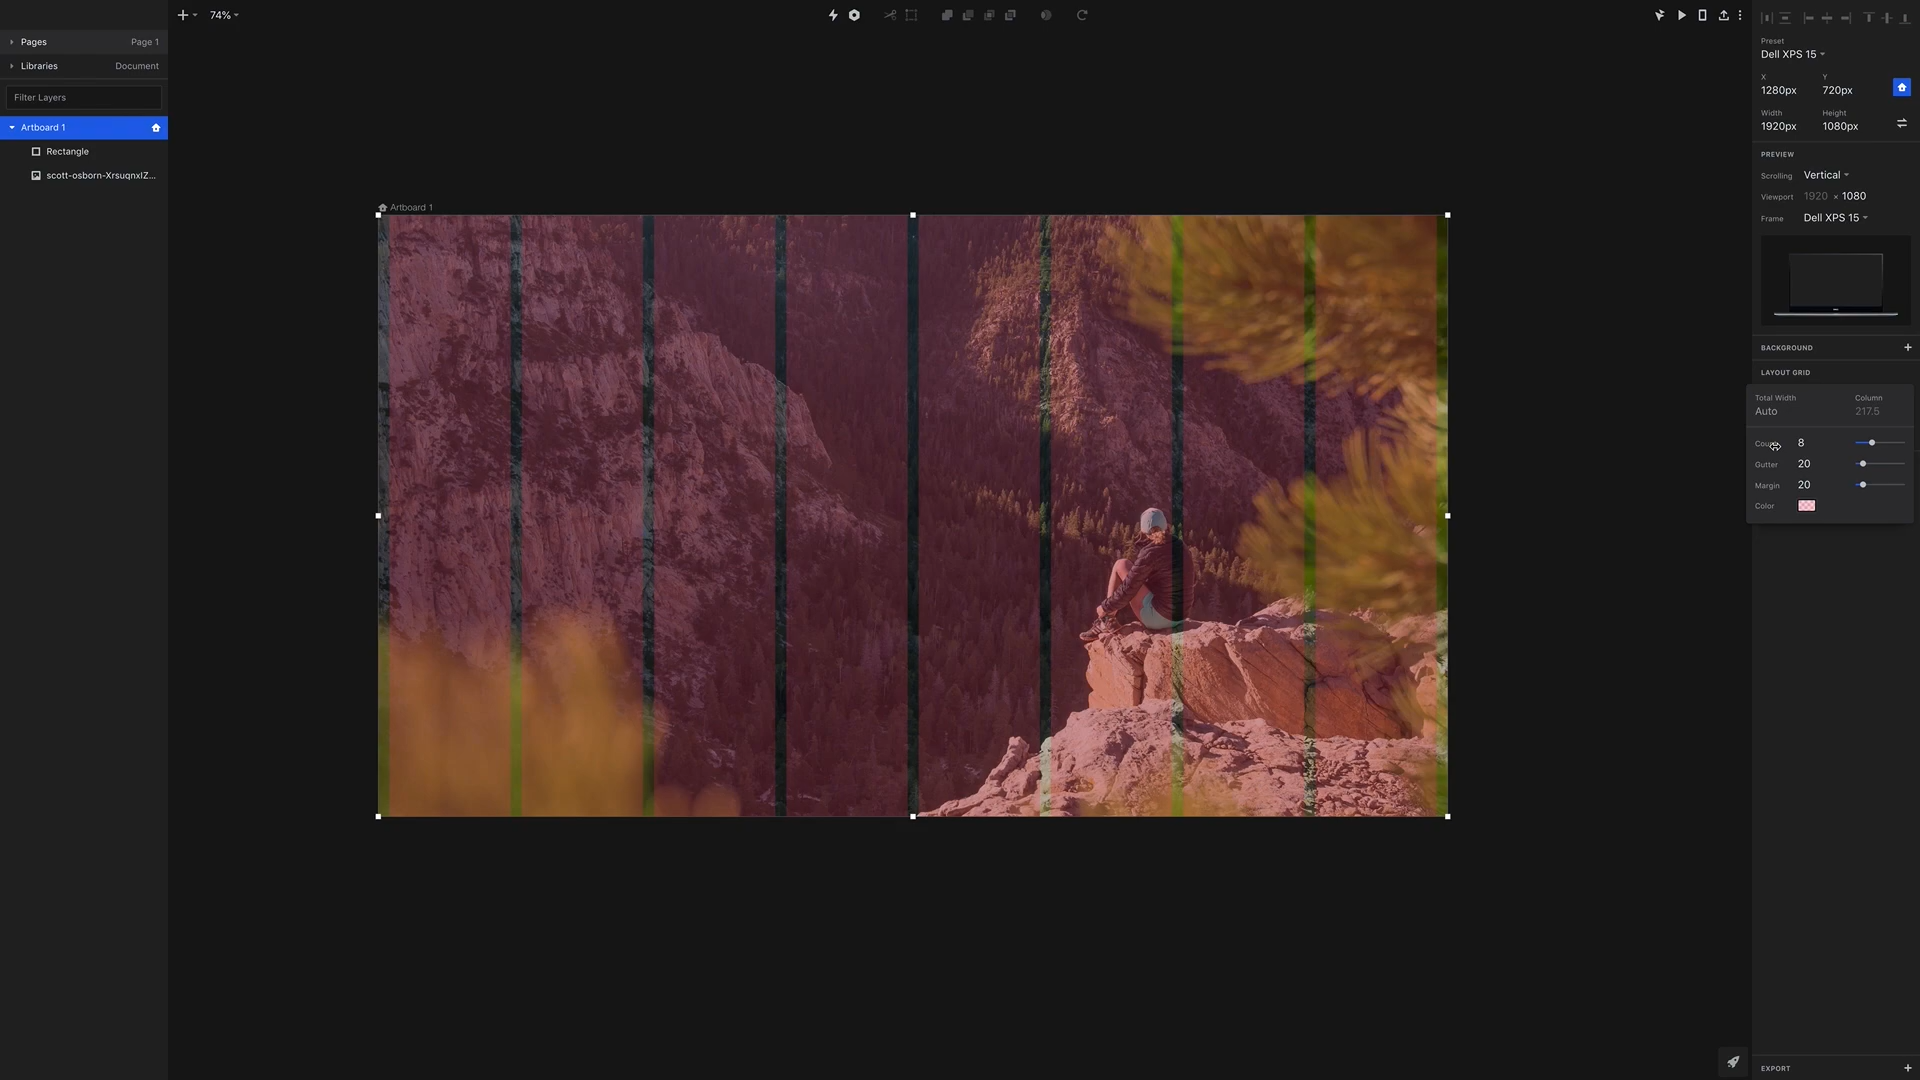 74%
Pages Page 1
Libraries Document
Filter Layers
Artboard 1
Rectangle
scott-osborn-XrsuqnxIZ...
Artboard 1
Preset
Dell XPS 15
X Y
1280px 720px
Width Height
1920px 1080px
PREVIEW
Scrolling Vertical
Viewport 1920 × 1080
Frame Dell XPS 15
BACKGROUND
LAYOUT GRID
Total Width Column
Auto 217.5
8
Gutter 20
Margin 20
Color
EXPORT